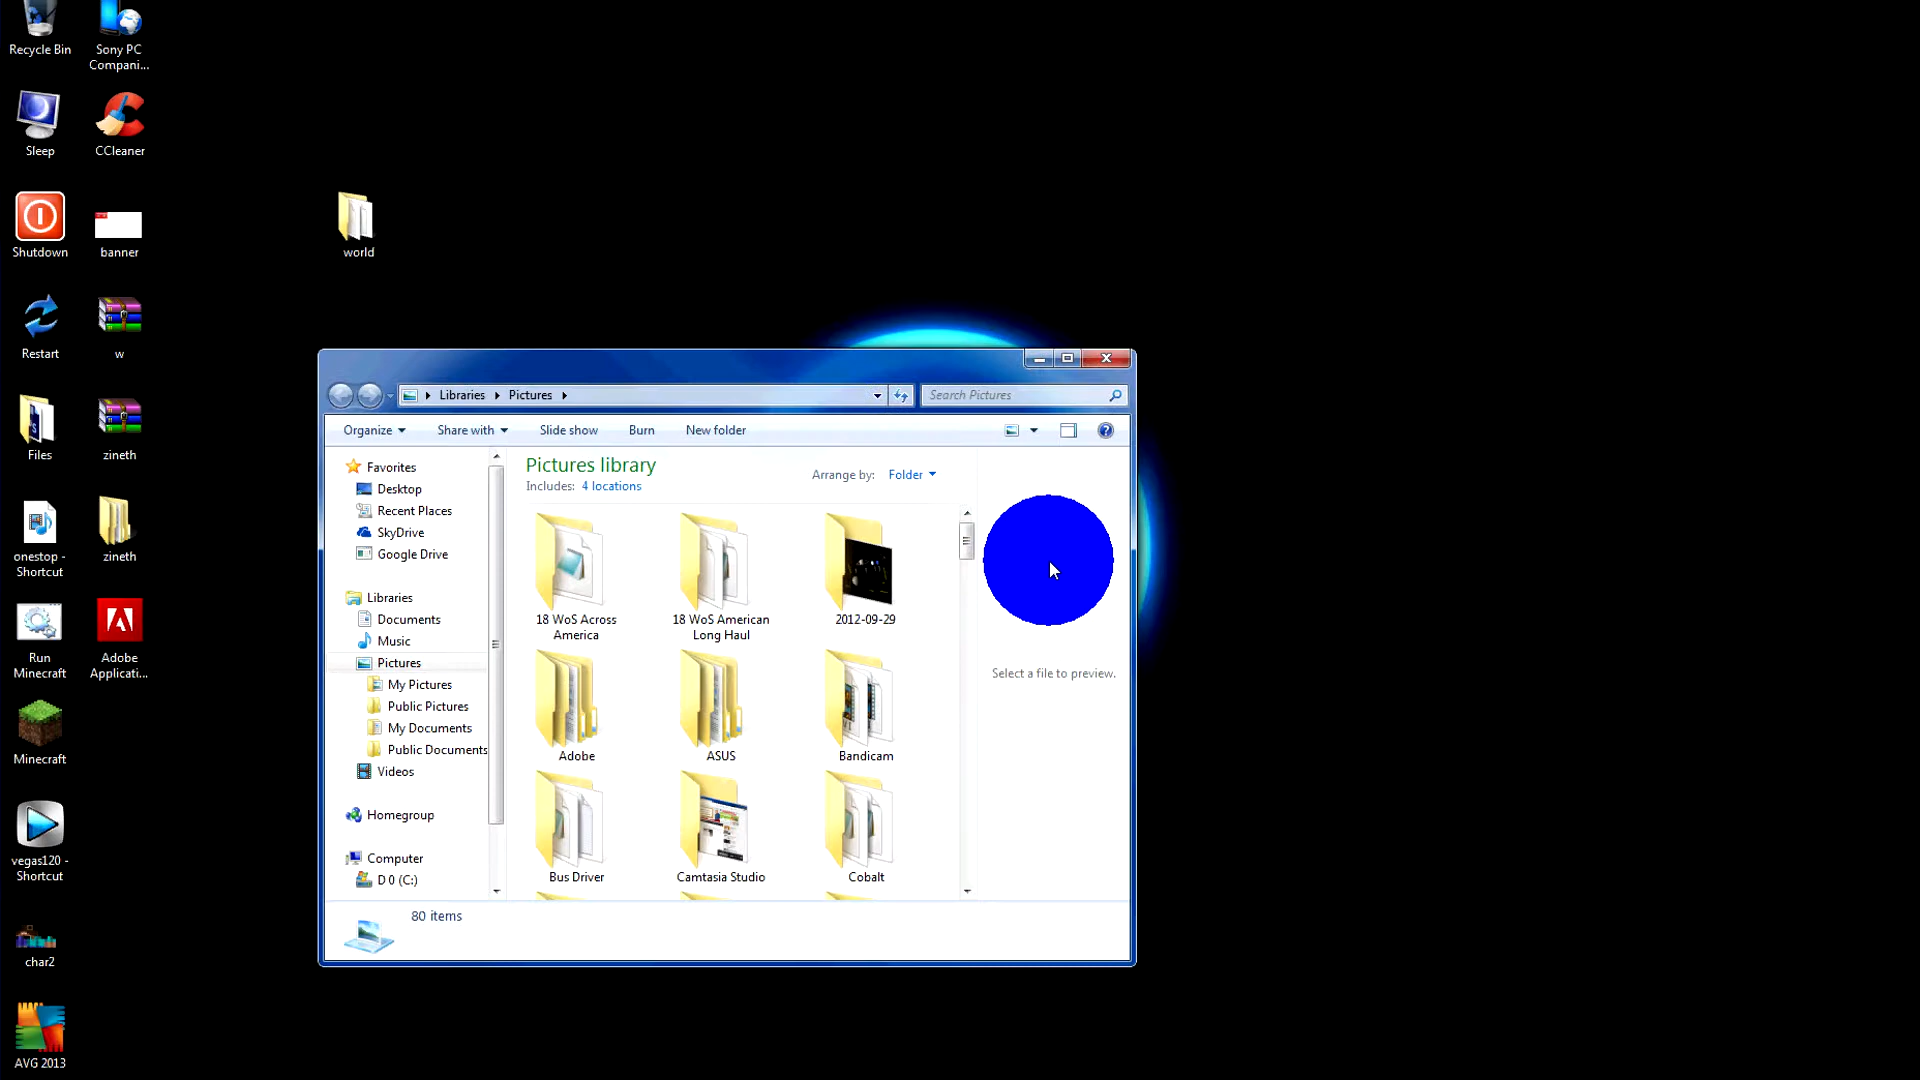 Recycle Bin
Sony PC
Compani...
Sleep
CCleaner
Shutdown
banner
world
Restart
w
Files
zineth
onestop -
Shortcut
zineth
Run
Minecraft
Adobe
Applicati...
Minecraft
vegas120 -
Shortcut
char2
AVG 2013
Libraries
Pictures
Search Pictures
Organize
Share with
Slide show
Burn
New folder
Favorites
Desktop
Recent Places
SkyDrive
Google Drive
Libraries
Documents
Music
Pictures
My Pictures
Public Pictures
My Documents
Public Documents
Videos
Homegroup
Computer
D 0 (C:)
Pictures library
Includes: 4 locations
Arrange by: Folder
18 WoS Across
America
18 WoS American
Long Haul
2012-09-29
Adobe
ASUS
Bandicam
Bus Driver
Camtasia Studio
Cobalt
Select a file to preview.
80 items